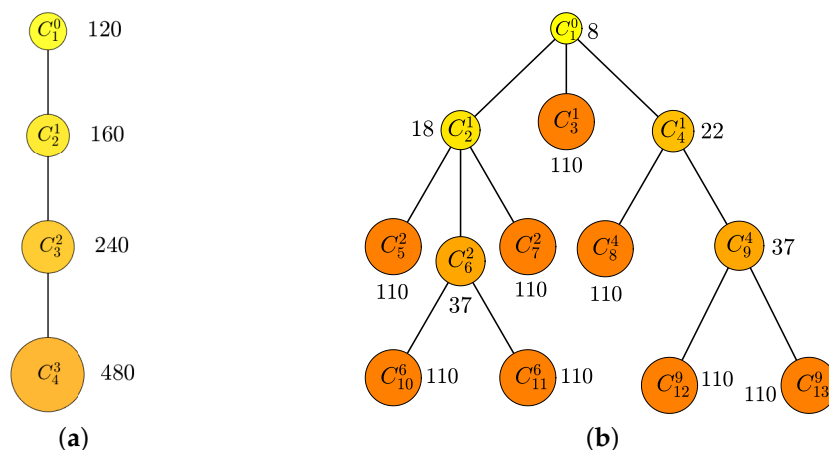 C_1^0 120
C_2^1 160
C_3^2 240
C_4^3 480
(a)
C_1^0 8
18 C_2^1
C_3^1
110
C_4^1 22
C_5^2
110
C_6^2
37
C_7^2
110
C_8^4
110
C_9^4 37
C_10^6 110
C_11^6 110
C_12^9 110
110 C_13^9
(b)